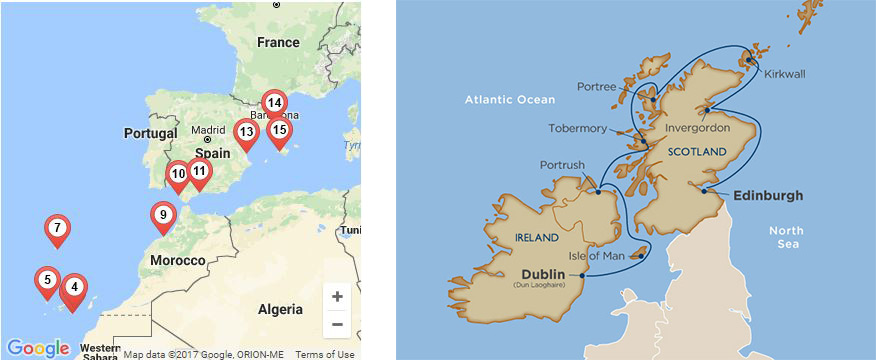 France
14
Barcelona
13
15
Portugal
Madrid
Spain
10
11
9
7
Morocco
5
4
Algeria
Western
Sahara
+
−
Google
Map data ©2017 Google, ORION-ME
Terms of Use
Kirkwall
Portree
Atlantic Ocean
Tobermory
Invergordon
SCOTLAND
Portrush
Edinburgh
North
Sea
IRELAND
Isle of Man
Dublin
(Dun Laoghaire)